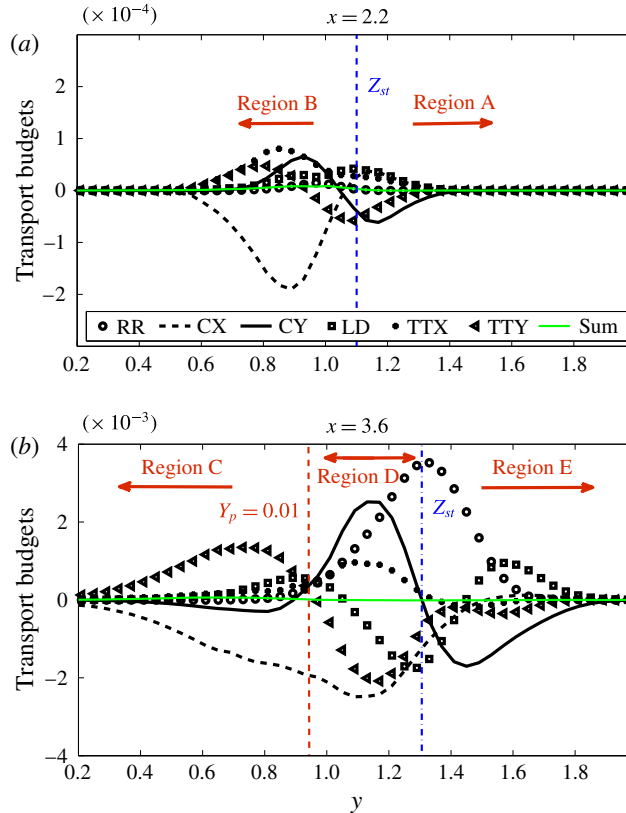 (× 10⁻⁴) x = 2.2
(a)
Transport budgets
2
1
0
−1
−2
Region B
Region A
Z_st
RR CX CY LD TTX TTY Sum
0.2 0.4 0.6 0.8 1.0 1.2 1.4 1.6 1.8
(× 10⁻³) x = 3.6
(b)
Transport budgets
4
2
0
−2
−4
Region C
Region D
Region E
Y_p = 0.01
Z_st
0.2 0.4 0.6 0.8 1.0 1.2 1.4 1.6 1.8
y